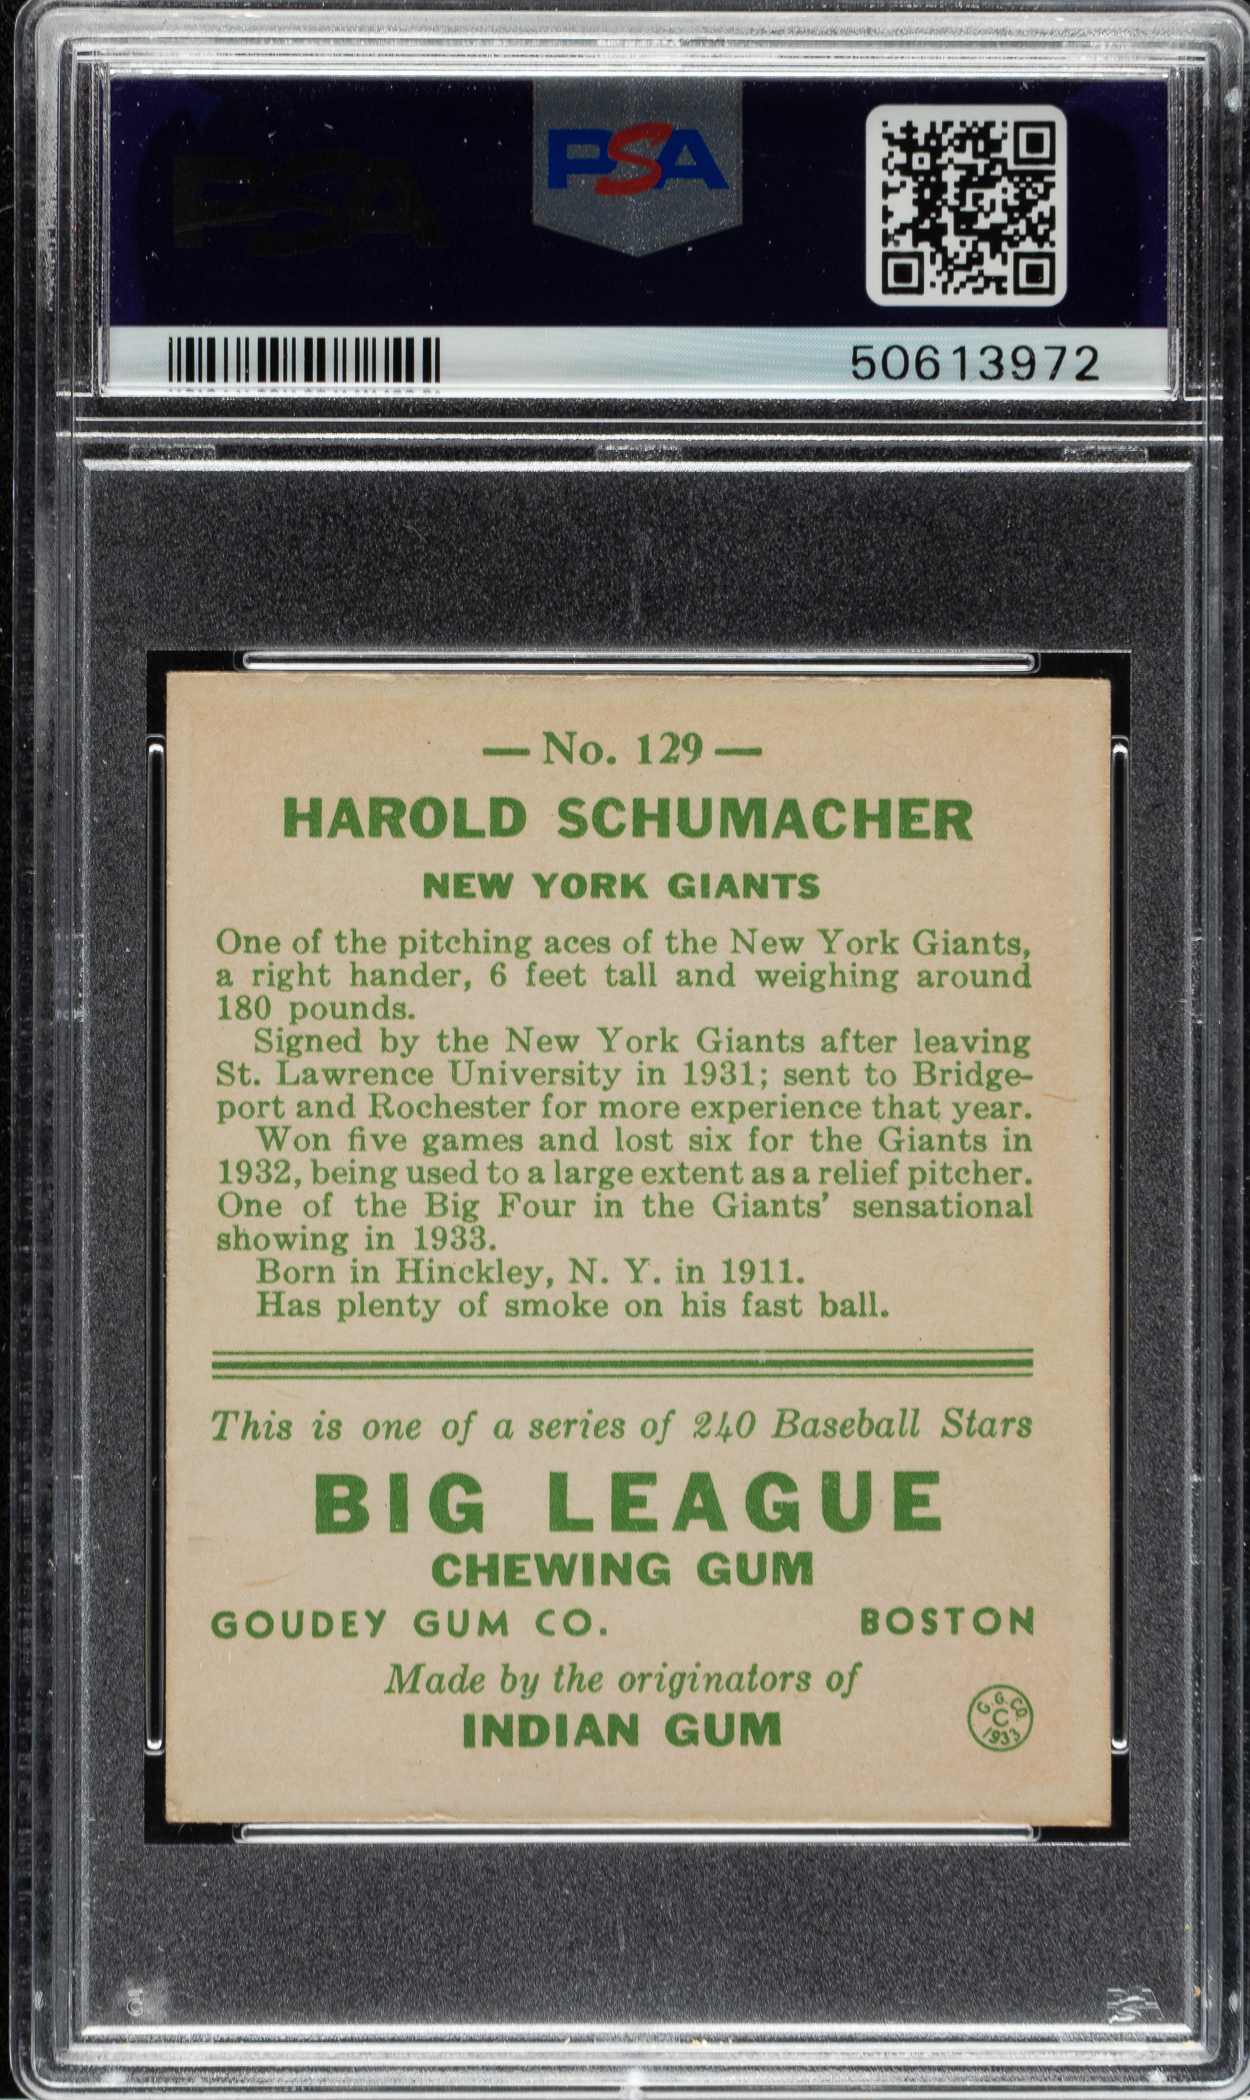 PSA
PSA
50613972
— No. 129 —
HAROLD SCHUMACHER
NEW YORK GIANTS
One of the pitching aces of the New York Giants,
a right hander, 6 feet tall and weighing around
180 pounds.
Signed by the New York Giants after leaving
St. Lawrence University in 1931; sent to Bridge-
port and Rochester for more experience that year.
Won five games and lost six for the Giants in
1932, being used to a large extent as a relief pitcher.
One of the Big Four in the Giants' sensational
showing in 1933.
Born in Hinckley, N. Y. in 1911.
Has plenty of smoke on his fast ball.
This is one of a series of 240 Baseball Stars
BIG LEAGUE
CHEWING GUM
GOUDEY GUM CO. BOSTON
Made by the originators of
INDIAN GUM
G. G. CO.
C
1933